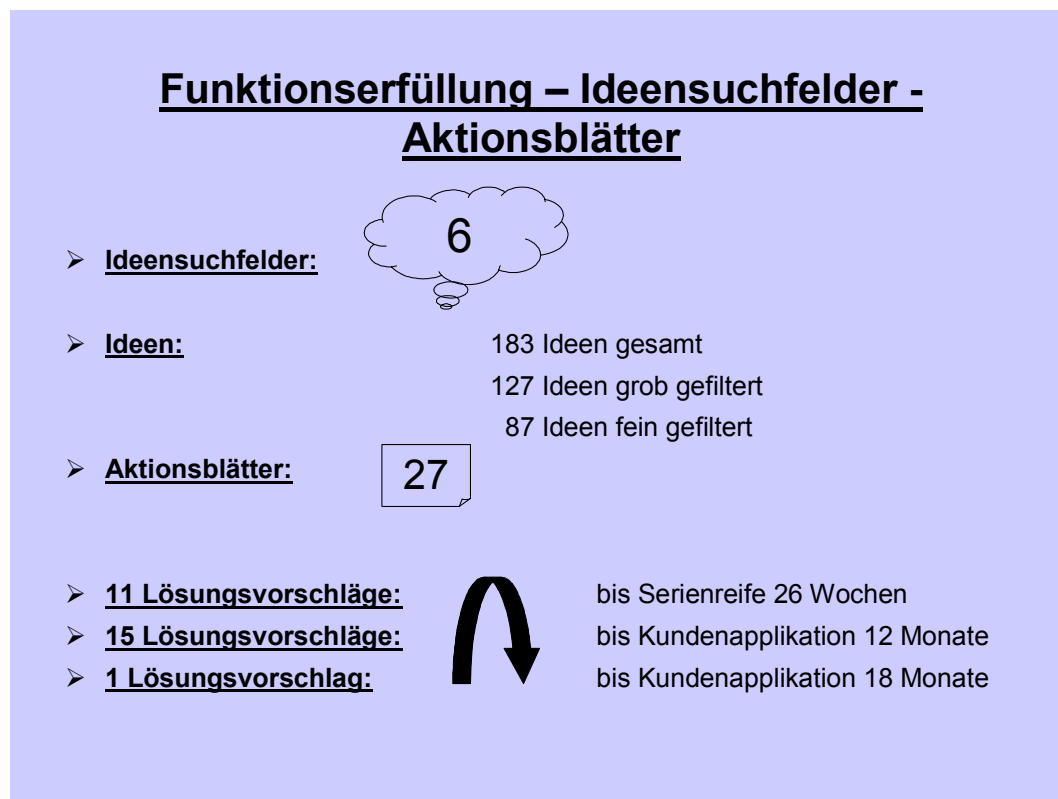 Funktionserfüllung – Ideensuchfelder -
Aktionsblätter
6
➢ Ideensuchfelder:
➢ Ideen: 183 Ideen gesamt
127 Ideen grob gefiltert
87 Ideen fein gefiltert
➢ Aktionsblätter: 27
➢ 11 Lösungsvorschläge: bis Serienreife 26 Wochen
➢ 15 Lösungsvorschläge: bis Kundenapplikation 12 Monate
➢ 1 Lösungsvorschlag: bis Kundenapplikation 18 Monate